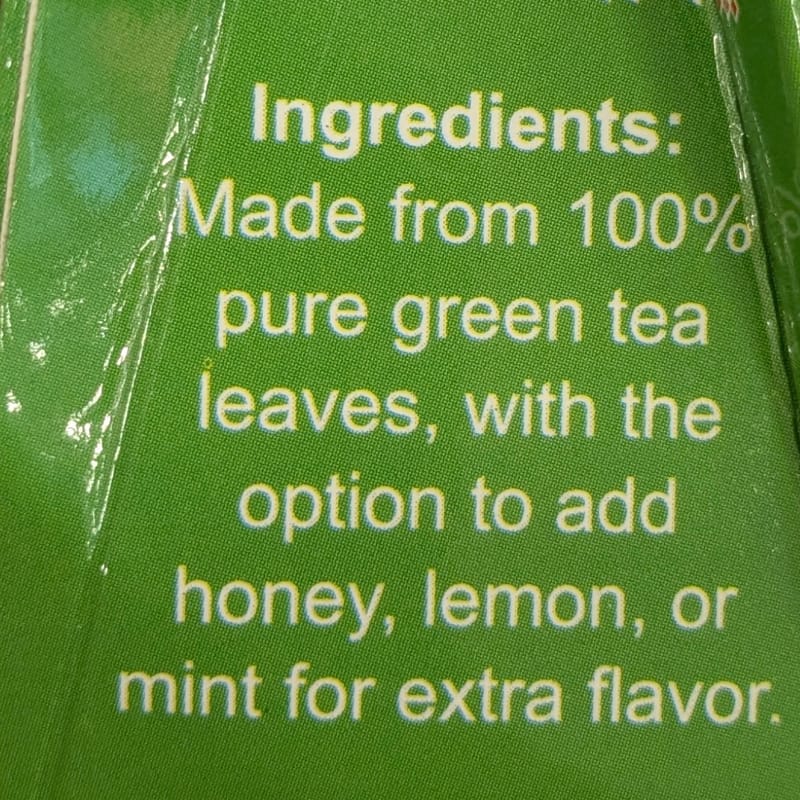 Ingredients:
Made from 100%
pure green tea
leaves, with the
option to add
honey, lemon, or
mint for extra flavor.